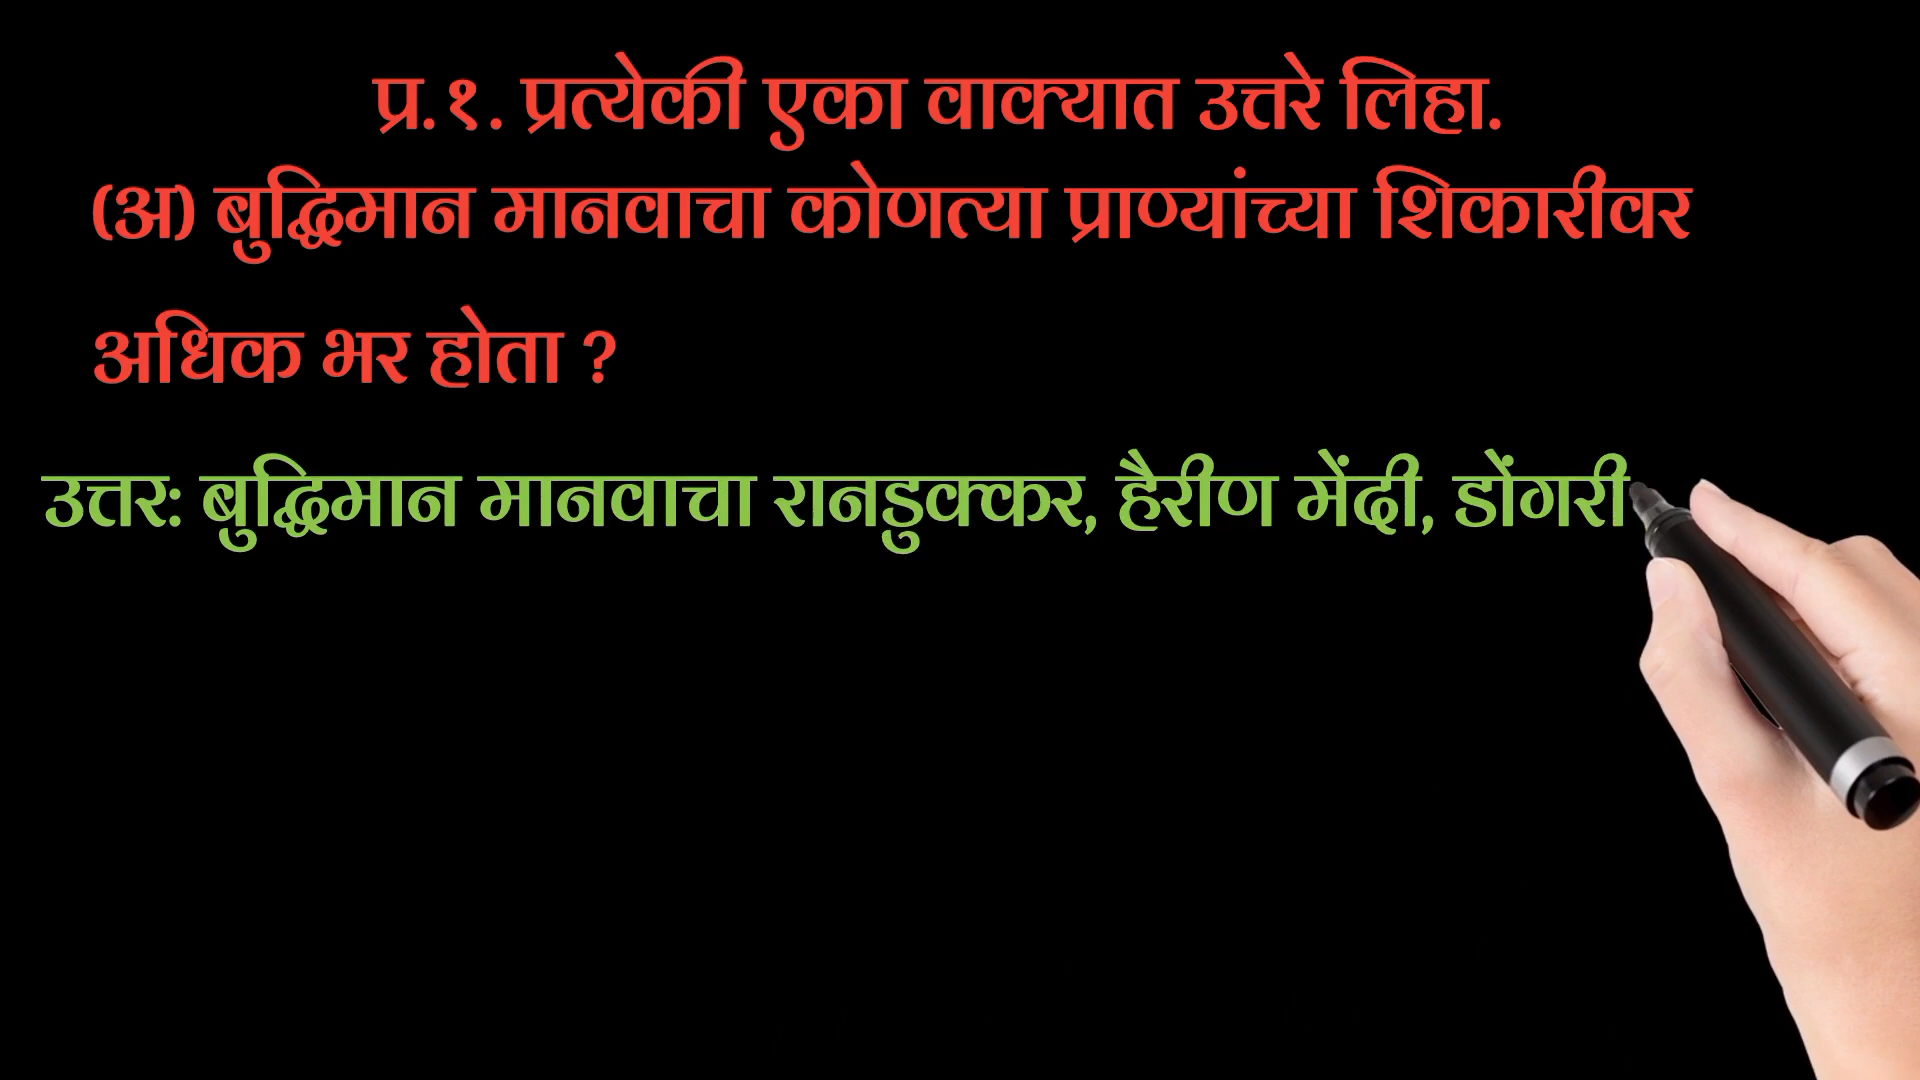 प्र.१. प्रत्येकी एका वाक्यात उत्तरे लिहा.
(अ) बुद्धिमान मानवाचा कोणत्या प्राण्यांच्या शिकारीवर
अधिक भर होता ?
उत्तर: बुद्धिमान मानवाचा रानडुक्कर, हैरीण मेंदी, डोंगरी